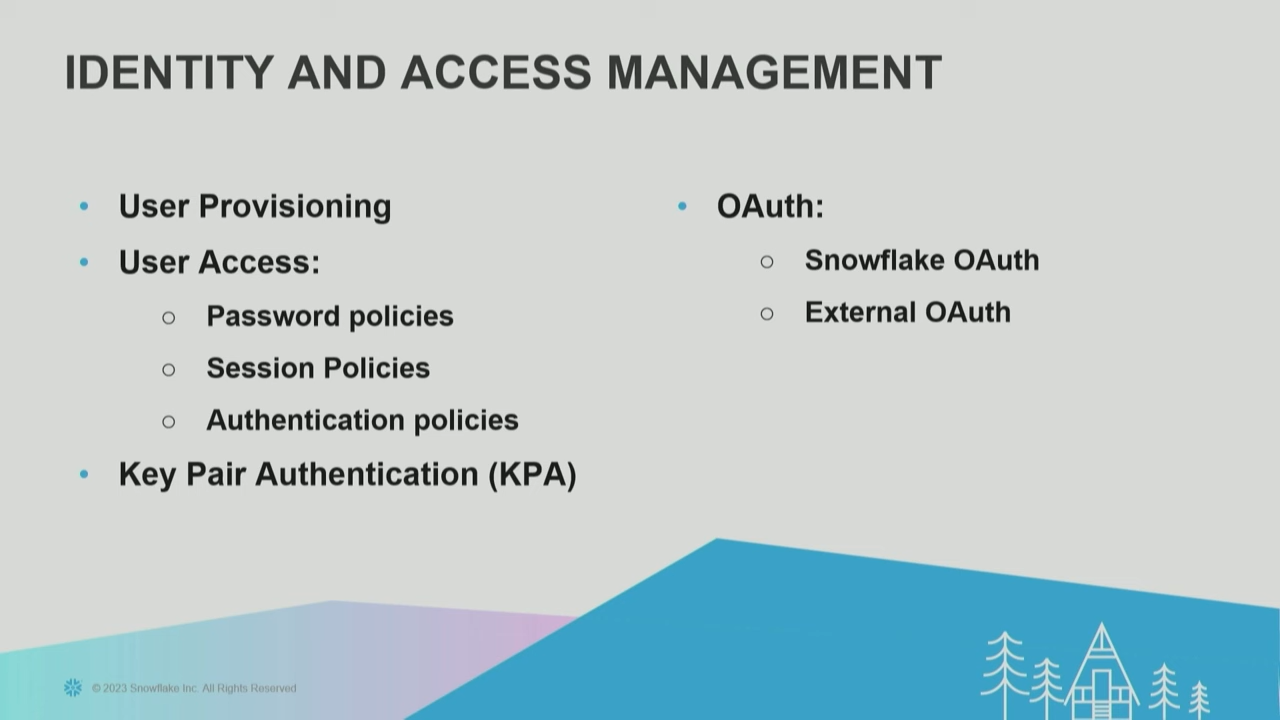 IDENTITY AND ACCESS MANAGEMENT
• User Provisioning
• User Access:
○ Password policies
○ Session Policies
○ Authentication policies
• Key Pair Authentication (KPA)
• OAuth:
○ Snowflake OAuth
○ External OAuth
© 2023 Snowflake Inc. All Rights Reserved